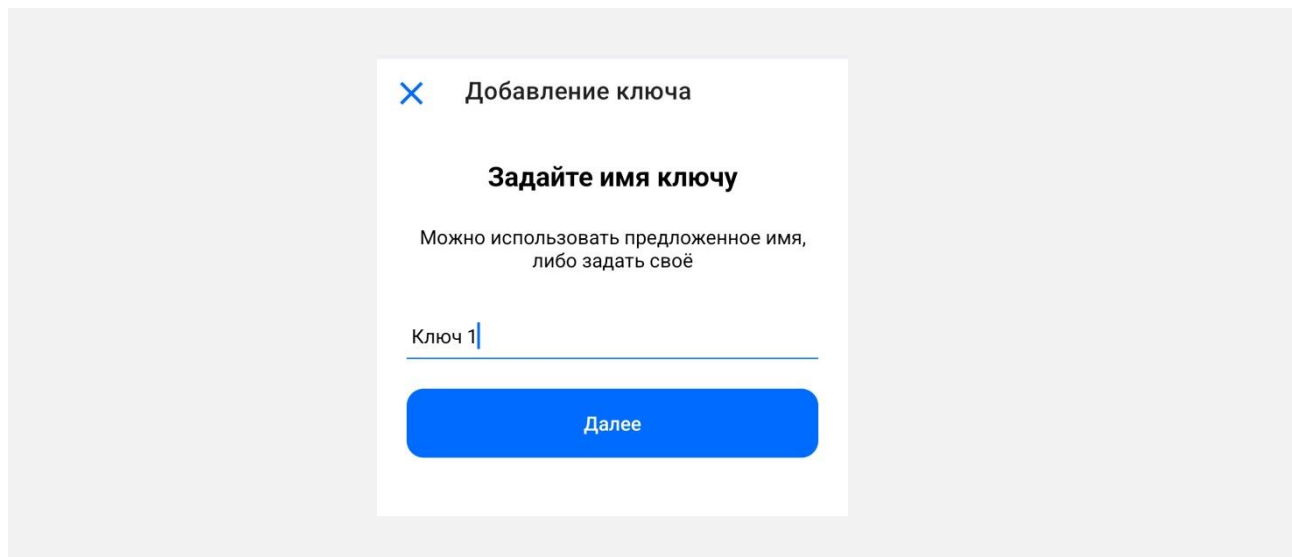 Добавление ключа
Задайте имя ключу
Можно использовать предложенное имя,
либо задать своё
Ключ 1
Далее